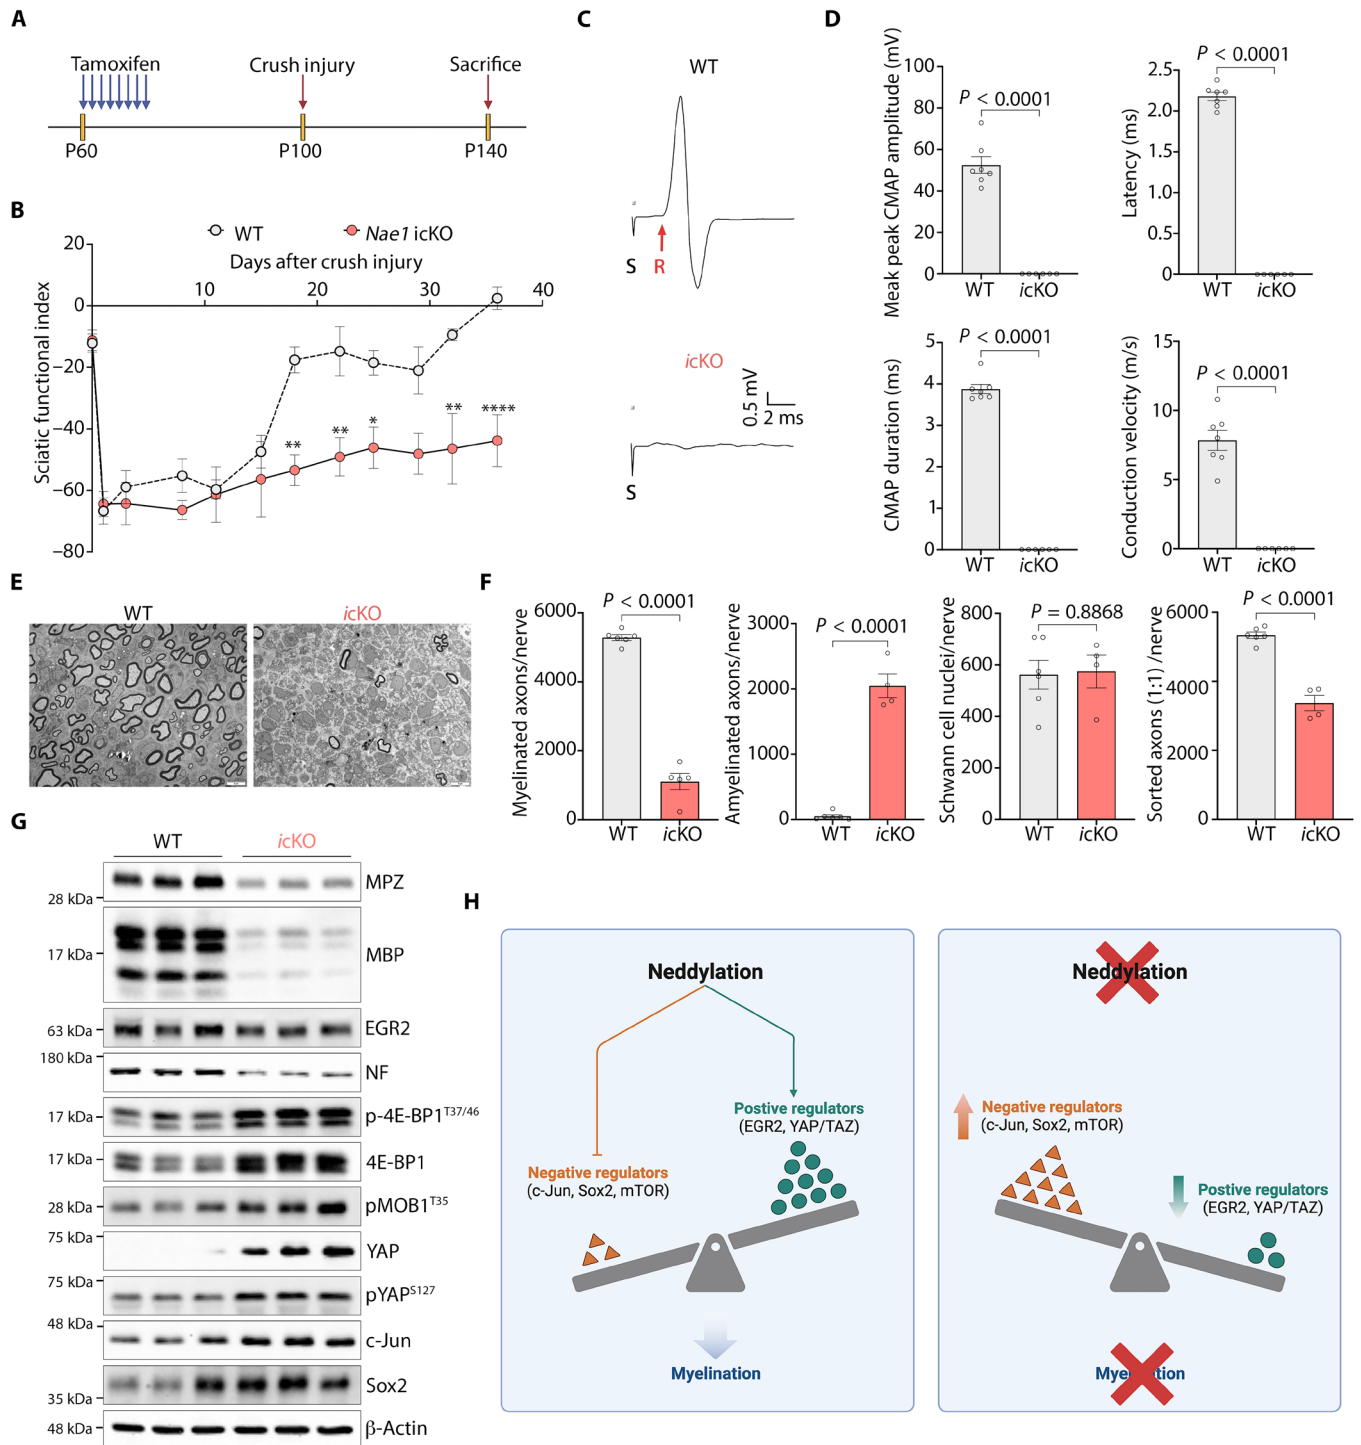 A
Tamoxifen
Crush injury
Sacrifice
P60
P100
P140
B
WT
Nae1 icKO
Days after crush injury
Sciatic functional index
20
0
−20
−40
−60
−80
10
20
30
40
**
**
*
**
****
C
WT
S
R
icKO
0.5 mV
2 ms
S
D
Meak peak CMAP amplitude (mV)
100
80
60
40
20
0
P < 0.0001
WT
icKO
Latency (ms)
2.5
2.0
1.5
1.0
0.5
0
P < 0.0001
WT
icKO
CMAP duration (ms)
5
4
3
2
1
0
P < 0.0001
WT
icKO
Conduction velocity (m/s)
15
10
5
0
P < 0.0001
WT
icKO
E
WT
icKO
F
Myelinated axons/nerve
6000
4000
2000
0
P < 0.0001
WT
icKO
Amyelinated axons/nerve
3000
2000
1000
0
P < 0.0001
WT
icKO
Schwann cell nuclei/nerve
800
600
400
200
0
P = 0.8868
WT
icKO
Sorted axons (1:1) /nerve
6000
4000
2000
0
P < 0.0001
WT
icKO
G
WT
icKO
28 kDa
MPZ
17 kDa
MBP
63 kDa
EGR2
180 kDa
NF
17 kDa
p-4E-BP1T37/46
17 kDa
4E-BP1
28 kDa
pMOB1T35
75 kDa
YAP
75 kDa
pYAPS127
48 kDa
c-Jun
35 kDa
Sox2
48 kDa
β-Actin
H
Neddylation
Postive regulators
(EGR2, YAP/TAZ)
Negative regulators
(c-Jun, Sox2, mTOR)
Myelination
Neddylation
Negative regulators
(c-Jun, Sox2, mTOR)
Postive regulators
(EGR2, YAP/TAZ)
Myelination